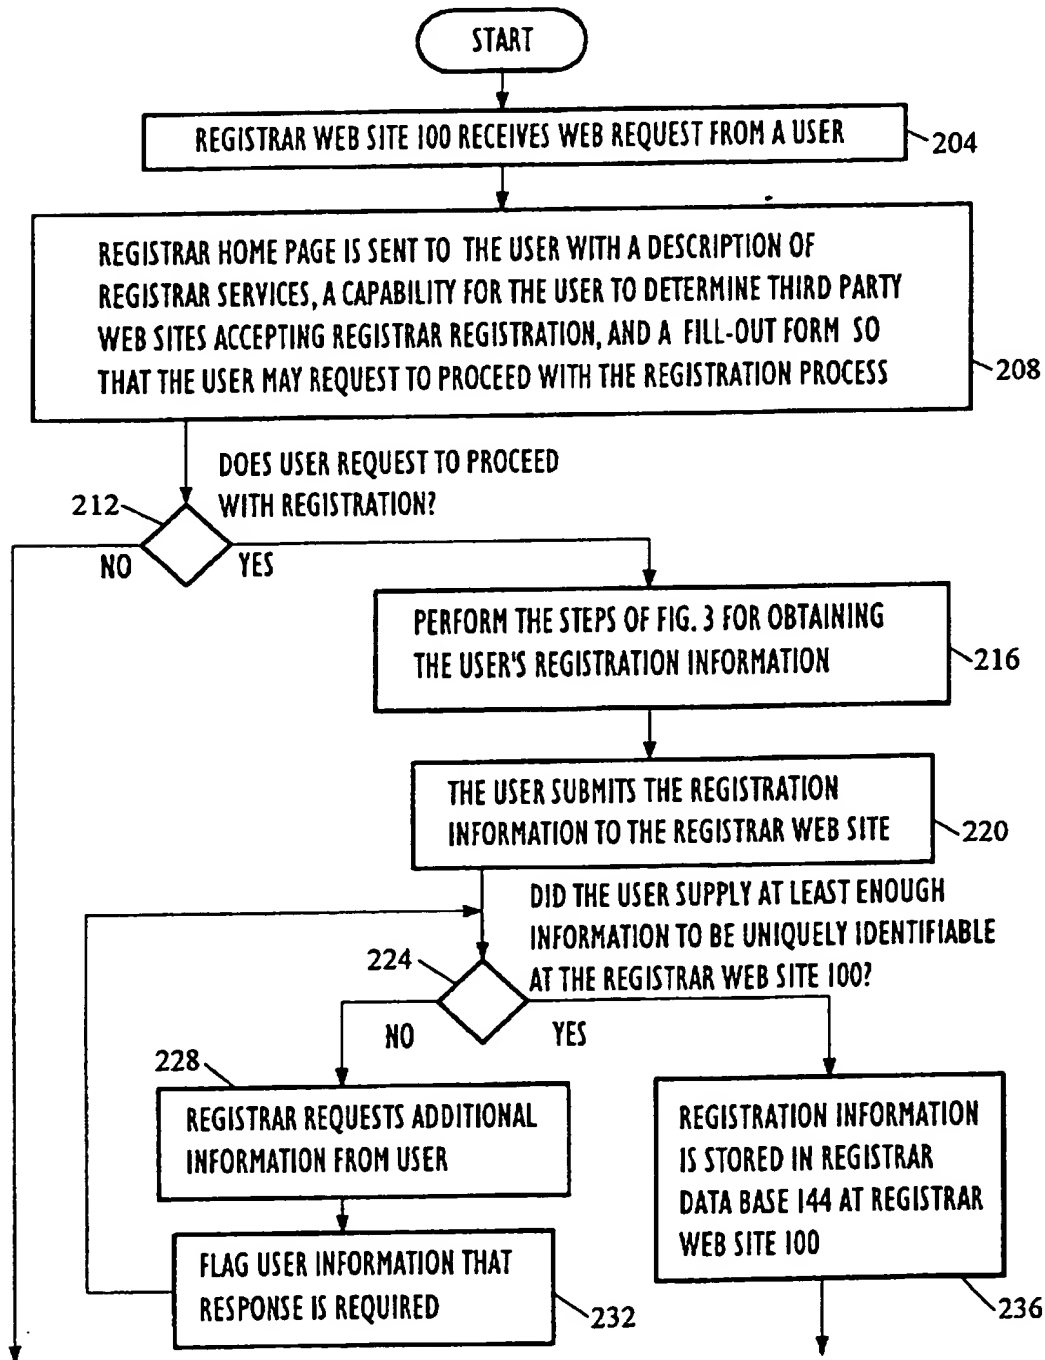 START
REGISTRAR WEB SITE 100 RECEIVES WEB REQUEST FROM A USER
204
REGISTRAR HOME PAGE IS SENT TO THE USER WITH A DESCRIPTION OF
REGISTRAR SERVICES, A CAPABILITY FOR THE USER TO DETERMINE THIRD PARTY
WEB SITES ACCEPTING REGISTRAR REGISTRATION, AND A FILL-OUT FORM SO
THAT THE USER MAY REQUEST TO PROCEED WITH THE REGISTRATION PROCESS
208
DOES USER REQUEST TO PROCEED
WITH REGISTRATION?
212
NO
YES
PERFORM THE STEPS OF FIG. 3 FOR OBTAINING
THE USER'S REGISTRATION INFORMATION
216
THE USER SUBMITS THE REGISTRATION
INFORMATION TO THE REGISTRAR WEB SITE
220
DID THE USER SUPPLY AT LEAST ENOUGH
INFORMATION TO BE UNIQUELY IDENTIFIABLE
AT THE REGISTRAR WEB SITE 100?
224
NO
YES
228
REGISTRAR REQUESTS ADDITIONAL
INFORMATION FROM USER
FLAG USER INFORMATION THAT
RESPONSE IS REQUIRED
232
REGISTRATION INFORMATION
IS STORED IN REGISTRAR
DATA BASE 144 AT REGISTRAR
WEB SITE 100
236